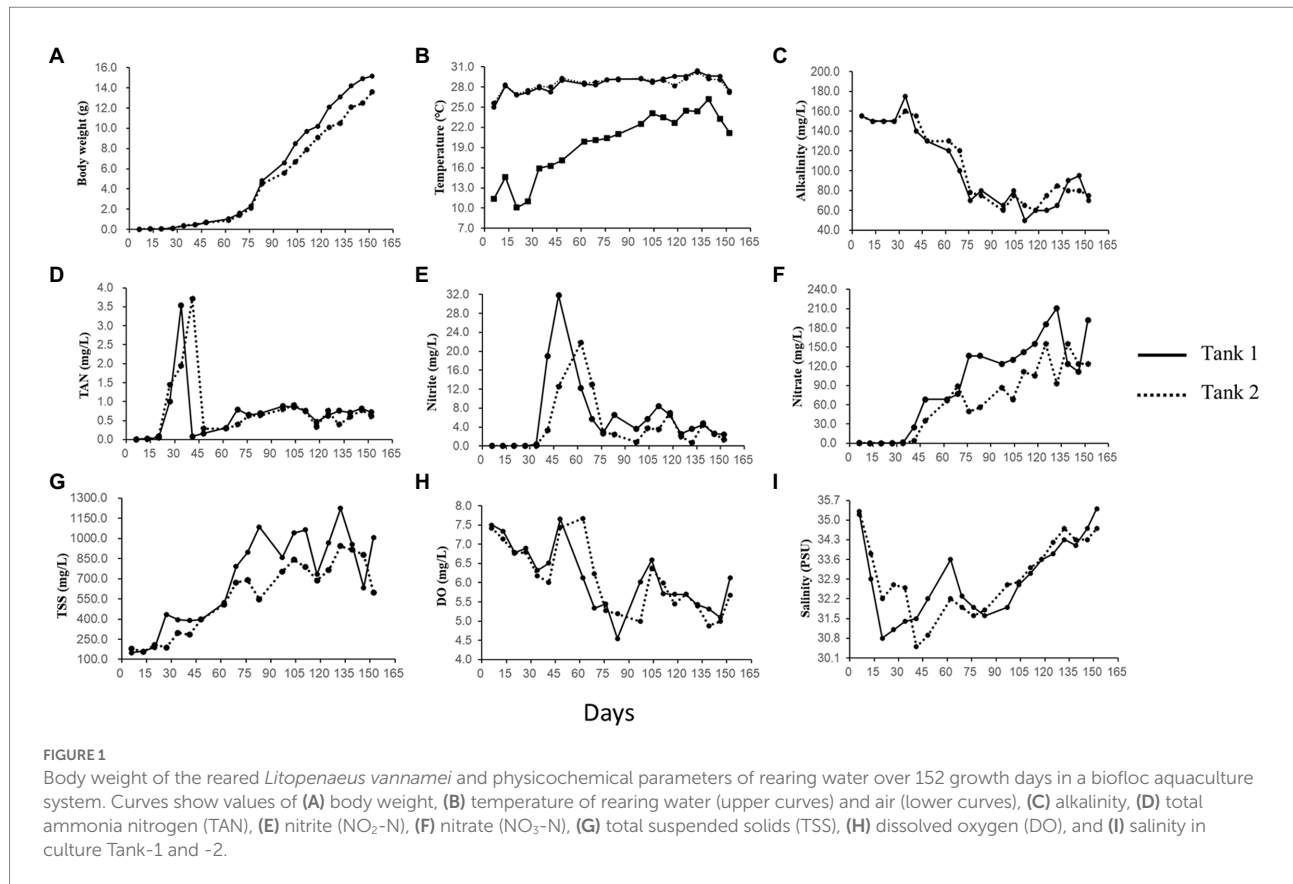 A
Body weight (g)
16.0
14.0
12.0
10.0
8.0
6.0
4.0
2.0
0.0
0 15 30 45 60 75 90 105 120 135 150 165
B
Temperature (°C)
31.0
28.0
25.0
22.0
19.0
16.0
13.0
10.0
7.0
0 15 30 45 60 75 90 105 120 135 150 165
C
Alkalinity (mg/L)
200.0
180.0
160.0
140.0
120.0
100.0
80.0
60.0
40.0
0 15 30 45 60 75 90 105 120 135 150 165
D
TAN (mg/L)
4.0
3.5
3.0
2.5
2.0
1.5
1.0
0.5
0.0
0 15 30 45 60 75 90 105 120 135 150 165
E
Nitrite (mg/L)
32.0
28.0
24.0
20.0
16.0
12.0
8.0
4.0
0.0
0 15 30 45 60 75 90 105 120 135 150 165
F
Nitrate (mg/L)
240.0
210.0
180.0
150.0
120.0
90.0
60.0
30.0
0.0
0 15 30 45 60 75 90 105 120 135 150 165
Tank 1
Tank 2
G
TSS (mg/L)
1300.0
1150.0
1000.0
850.0
700.0
550.0
400.0
250.0
100.0
0 15 30 45 60 75 90 105 120 135 150 165
H
DO (mg/L)
8.0
7.5
7.0
6.5
6.0
5.5
5.0
4.5
4.0
0 15 30 45 60 75 90 105 120 135 150 165
I
Salinity (PSU)
35.7
35.0
34.3
33.6
32.9
32.2
31.5
30.8
30.1
0 15 30 45 60 75 90 105 120 135 150 165
Days
FIGURE 1
Body weight of the reared Litopenaeus vannamei and physicochemical parameters of rearing water over 152 growth days in a biofloc aquaculture
system. Curves show values of (A) body weight, (B) temperature of rearing water (upper curves) and air (lower curves), (C) alkalinity, (D) total
ammonia nitrogen (TAN), (E) nitrite (NO₂-N), (F) nitrate (NO₃-N), (G) total suspended solids (TSS), (H) dissolved oxygen (DO), and (I) salinity in
culture Tank-1 and -2.